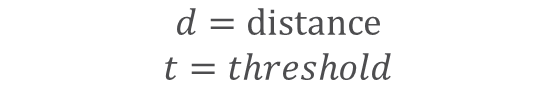 d = distance
t = threshold